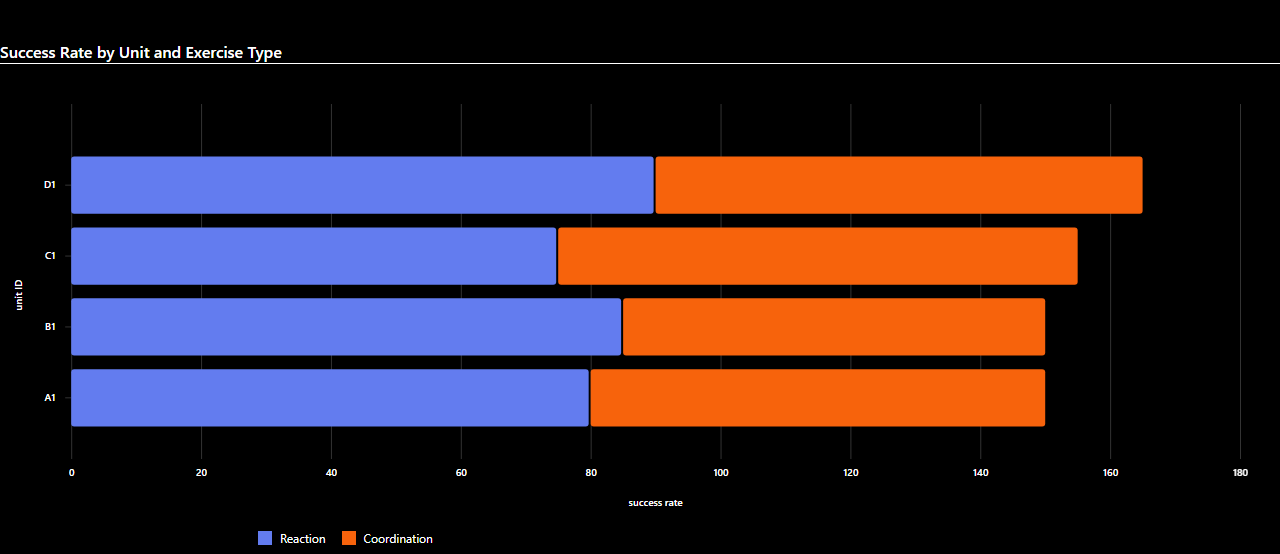 Success Rate by Unit and Exercise Type
D1
C1
B1
A1
unit ID
0 20 40 60 80 100 120 140 160 180
success rate
Reaction Coordination